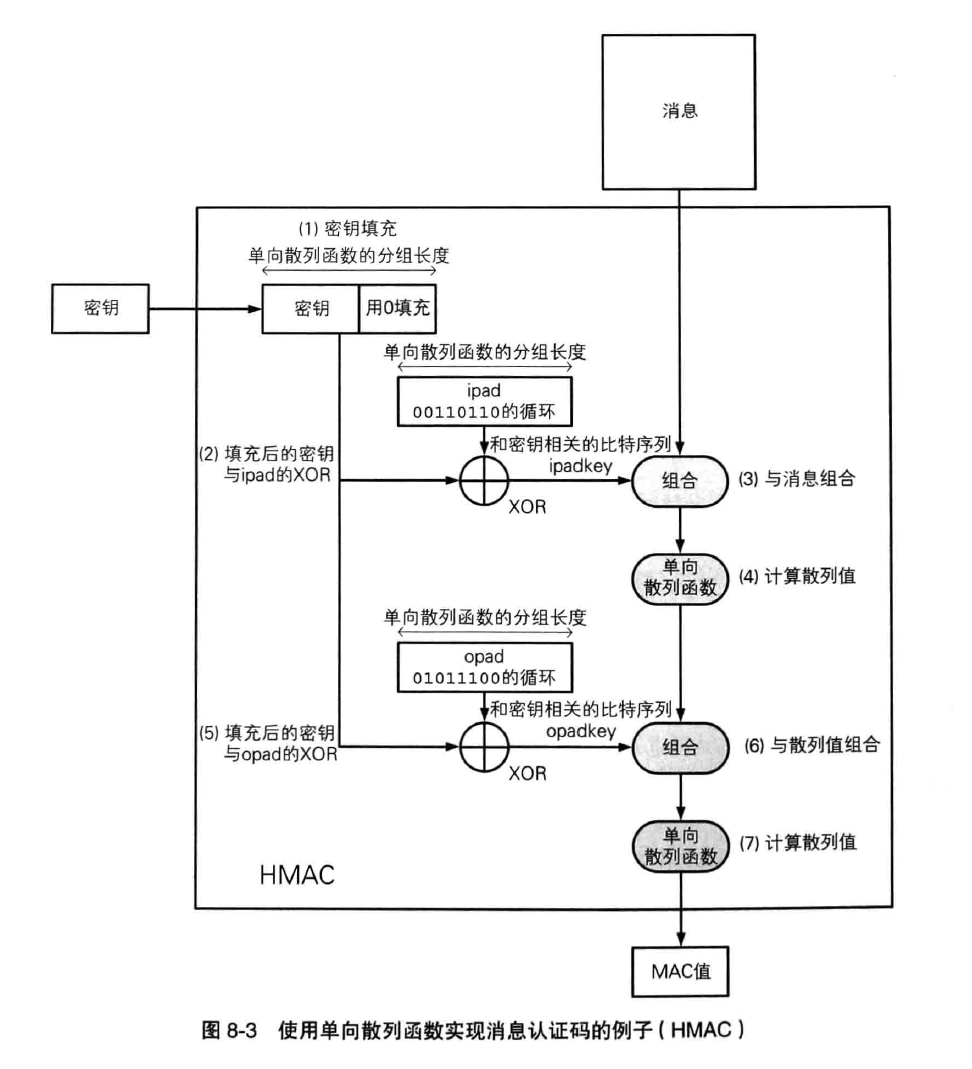 消息
(1) 密钥填充
单向散列函数的分组长度
密钥
密钥
用0填充
单向散列函数的分组长度
ipad
00110110的循环
(2) 填充后的密钥
与ipad的XOR
和密钥相关的比特序列
ipadkey
XOR
组合
(3) 与消息组合
单向
散列函数
(4) 计算散列值
单向散列函数的分组长度
opad
01011100的循环
(5) 填充后的密钥
与opad的XOR
和密钥相关的比特序列
opadkey
XOR
组合
(6) 与散列值组合
单向
散列函数
(7) 计算散列值
HMAC
MAC值
图 8-3 使用单向散列函数实现消息认证码的例子（HMAC）